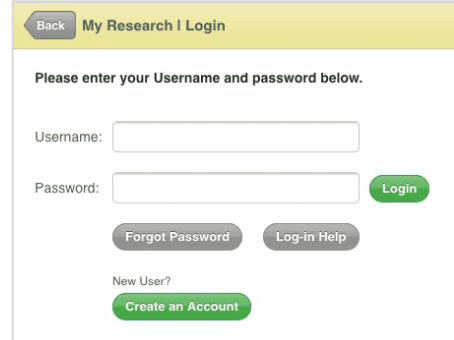 Back My Research | Login
Please enter your Username and password below.
Username:
Password: Login
Forgot Password Log-in Help
New User?
Create an Account